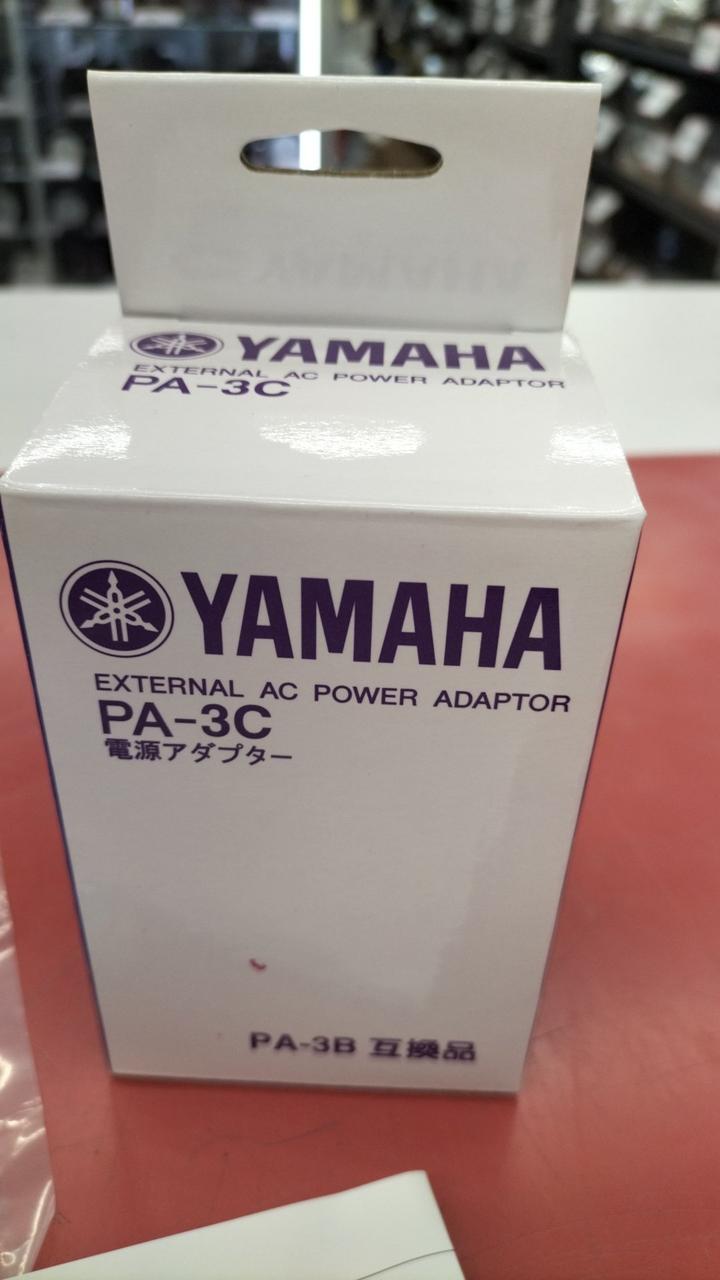 YAMAHA
EXTERNAL AC POWER ADAPTOR
PA-3C
YAMAHA
EXTERNAL AC POWER ADAPTOR
PA-3C
電源アダプター
PA-3B 互換品